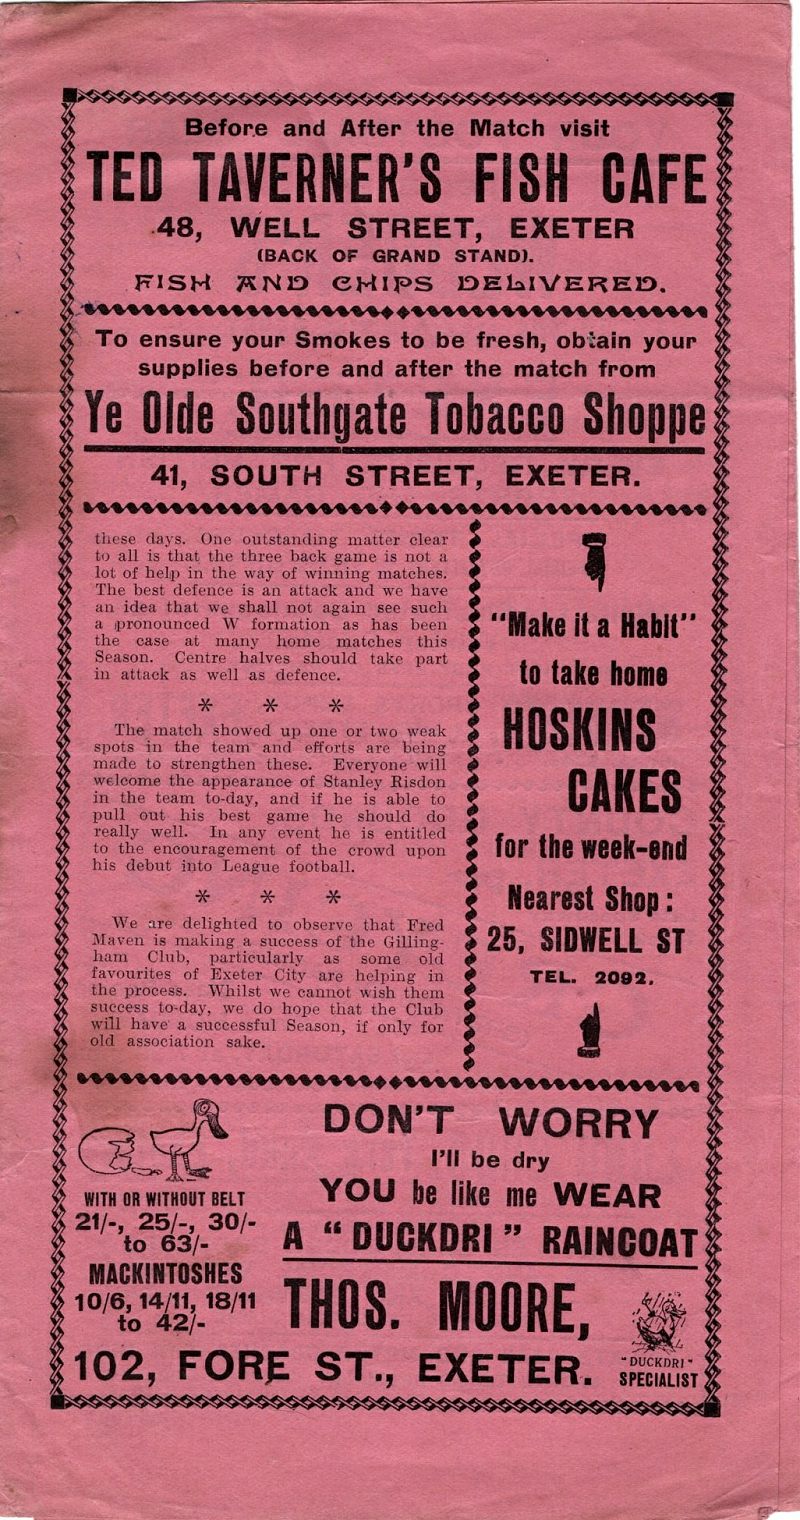 Before and After the Match visit
TED TAVERNER'S FISH CAFE
48, WELL STREET, EXETER
(BACK OF GRAND STAND).
FISH AND CHIPS DELIVERED.
To ensure your Smokes to be fresh, obtain your
supplies before and after the match from
Ye Olde Southgate Tobacco Shoppe
41, SOUTH STREET, EXETER.
these days. One outstanding matter clear
to all is that the three back game is not a
lot of help in the way of winning matches.
The best defence is an attack and we have
an idea that we shall not again see such
a pronounced W formation as has been
the case at many home matches this
Season. Centre halves should take part
in attack as well as defence.
* * *
The match showed up one or two weak
spots in the team and efforts are being
made to strengthen these. Everyone will
welcome the appearance of Stanley Risdon
in the team to-day, and if he is able to
pull out his best game he should do
really well. In any event he is entitled
to the encouragement of the crowd upon
his debut into League football.
* * *
We are delighted to observe that Fred
Maven is making a success of the Gilling-
ham Club, particularly as some old
favourites of Exeter City are helping in
the process. Whilst we cannot wish them
success to-day, we do hope that the Club
will have a successful Season, if only for
old association sake.
"Make it a Habit"
to take home
HOSKINS
CAKES
for the week-end
Nearest Shop:
25, SIDWELL ST
TEL. 2092.
WITH OR WITHOUT BELT
21/-, 25/-, 30/-
to 63/-
MACKINTOSHES
10/6, 14/11, 18/11
to 42/-
DON'T WORRY
I'll be dry
YOU be like me WEAR
A "DUCKDRI" RAINCOAT
THOS. MOORE,
102, FORE ST., EXETER.
"DUCKDRI"
SPECIALIST